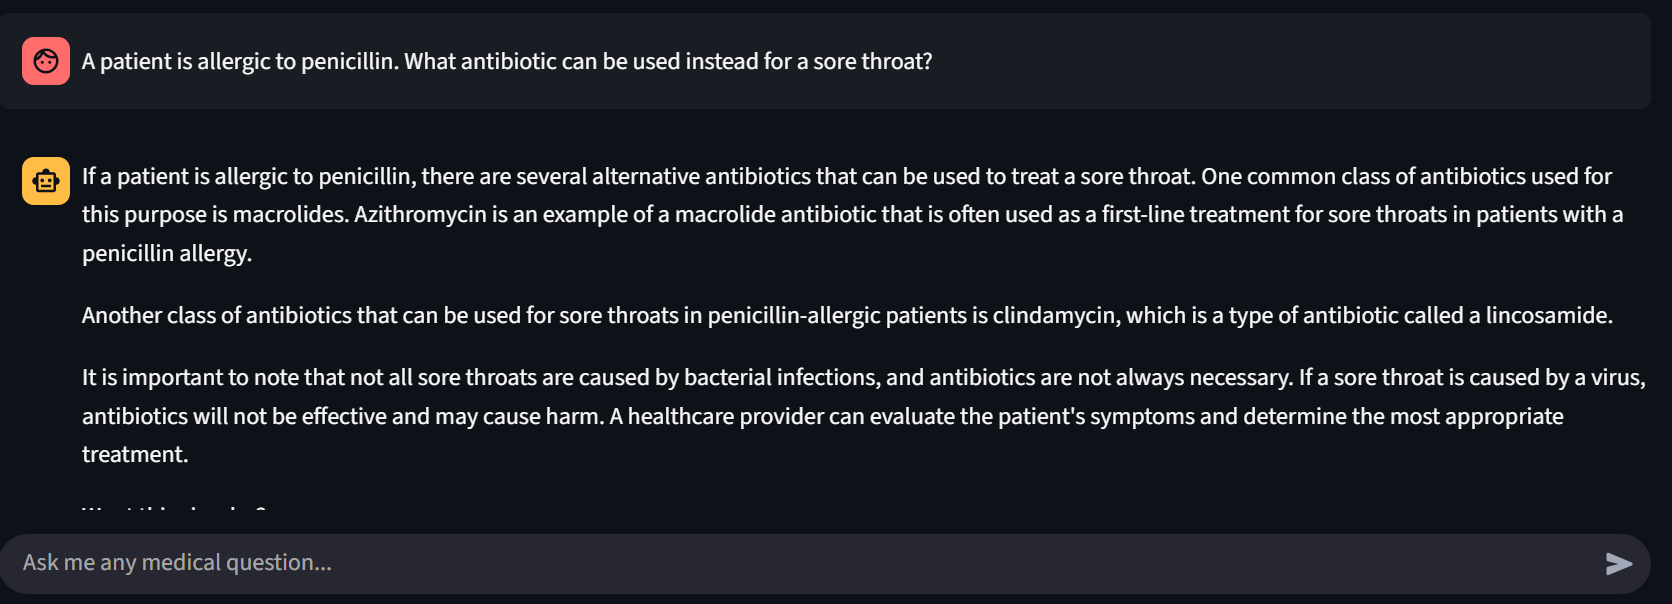 A patient is allergic to penicillin. What antibiotic can be used instead for a sore throat?
If a patient is allergic to penicillin, there are several alternative antibiotics that can be used to treat a sore throat. One common class of antibiotics used for
this purpose is macrolides. Azithromycin is an example of a macrolide antibiotic that is often used as a first-line treatment for sore throats in patients with a
penicillin allergy.
Another class of antibiotics that can be used for sore throats in penicillin-allergic patients is clindamycin, which is a type of antibiotic called a lincosamide.
It is important to note that not all sore throats are caused by bacterial infections, and antibiotics are not always necessary. If a sore throat is caused by a virus,
antibiotics will not be effective and may cause harm. A healthcare provider can evaluate the patient's symptoms and determine the most appropriate
treatment.
Ask me any medical question...